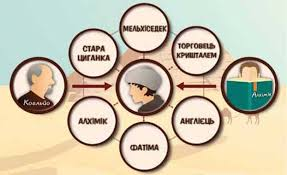 МЕЛЬХІСЕДЕК
СТАРА
ЦИГАНКА
ТОРГОВЕЦЬ
КРИШТАЛЕМ
Коельйо
Алхімік
АЛХІМІК
АНГЛІЄЦЬ
ФАТІМА